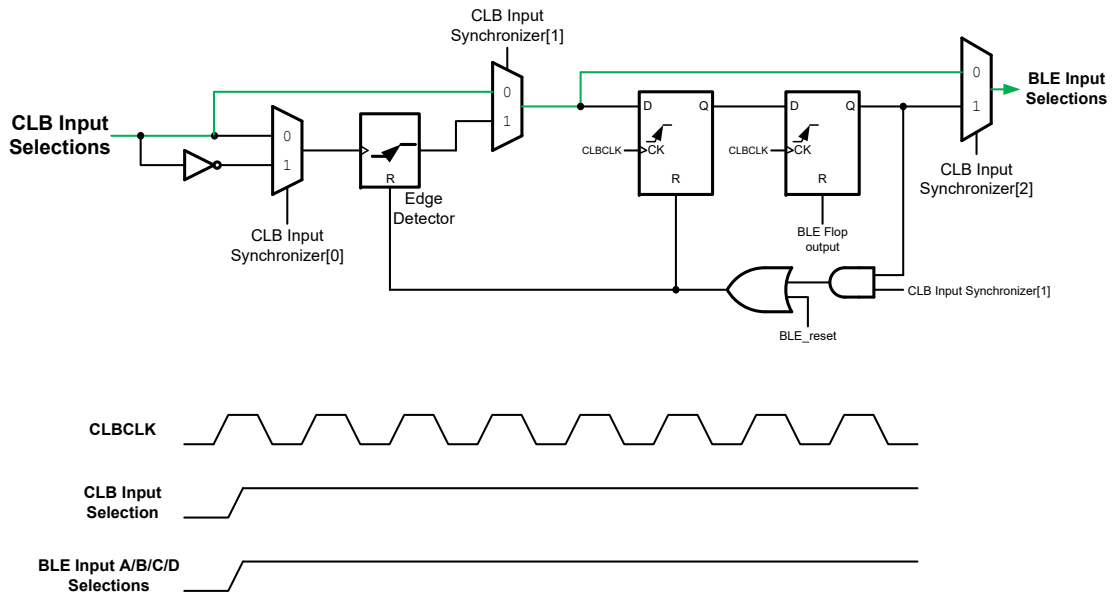 CLB Input
Synchronizer[1]
0
1
CLB Input
Selections
0
1
R
Edge
Detector
CLB Input
Synchronizer[0]
D
Q
CLBCLK
CK
R
D
Q
CLBCLK
CK
R
BLE Flop
output
0
1
BLE Input
Selections
CLB Input
Synchronizer[2]
CLB Input Synchronizer[1]
BLE_reset
CLBCLK
CLB Input
Selection
BLE Input A/B/C/D
Selections